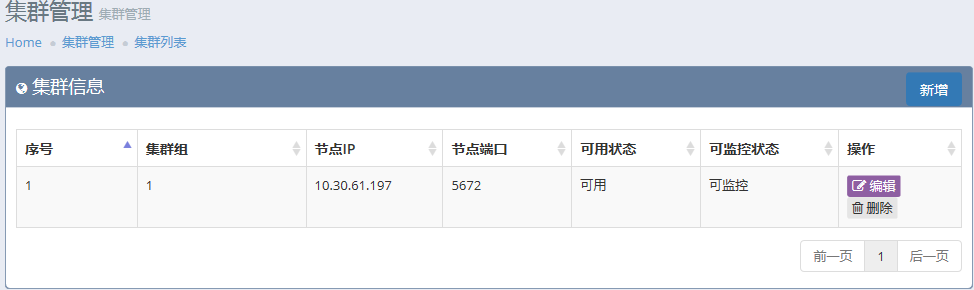 集群管理 集群管理
Home 集群管理 集群列表
集群信息 新增
序号 集群组 节点IP 节点端口 可用状态 可监控状态 操作
1 1 10.30.61.197 5672 可用 可监控 编辑
删除
前一页 1 后一页